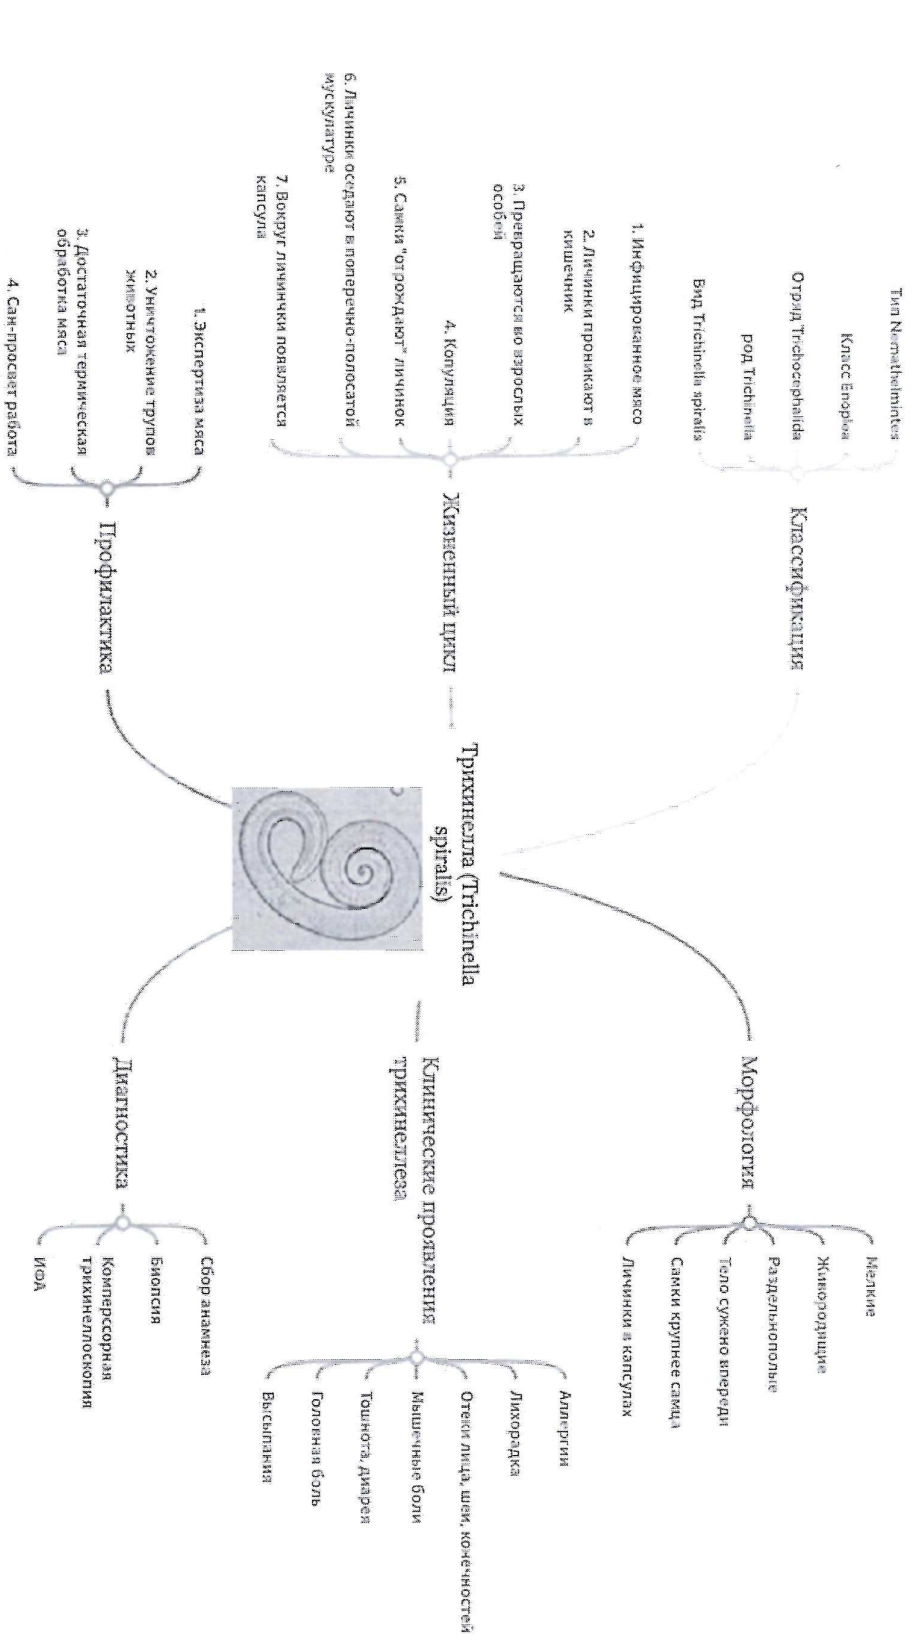 Трихинелла (Trichinella
spiralis)
Классификация
Тип Nemathelmintes
Класс Enoplea
Отряд Trichocephalida
род Trichinella
Вид Trichinella spiralis
Жизненный цикл
1. Инфицированное мясо
2. Личинки проникают в
кишечник
3. Превращаются во взрослых
особей
4. Копуляция
5. Самки "отрождают" личинок
6. Личинки оседают в поперечно-полосатой
мускулатуре
7. Вокруг личинчки появляется
капсула
Профилактика
1. Экспертиза мяса
2. Уничтожение трупов
животных
3. Достаточная термическая
обработка мяса
4. Сан-просвет работа
Морфология
Мелкие
Живородящие
Раздельнополые
Тело сужено впереди
Самки крупнее самца
Личинки в капсулах
Клинические проявления
трихинеллеза
Аллергии
Лихорадка
Отеки лица, шеи, конечностей
Мышечные боли
Тошнота, диарея
Головная боль
Высыпания
Диагностика
Сбор анамнеза
Биопсия
Комперссорная
трихинеллоскопия
ИФА